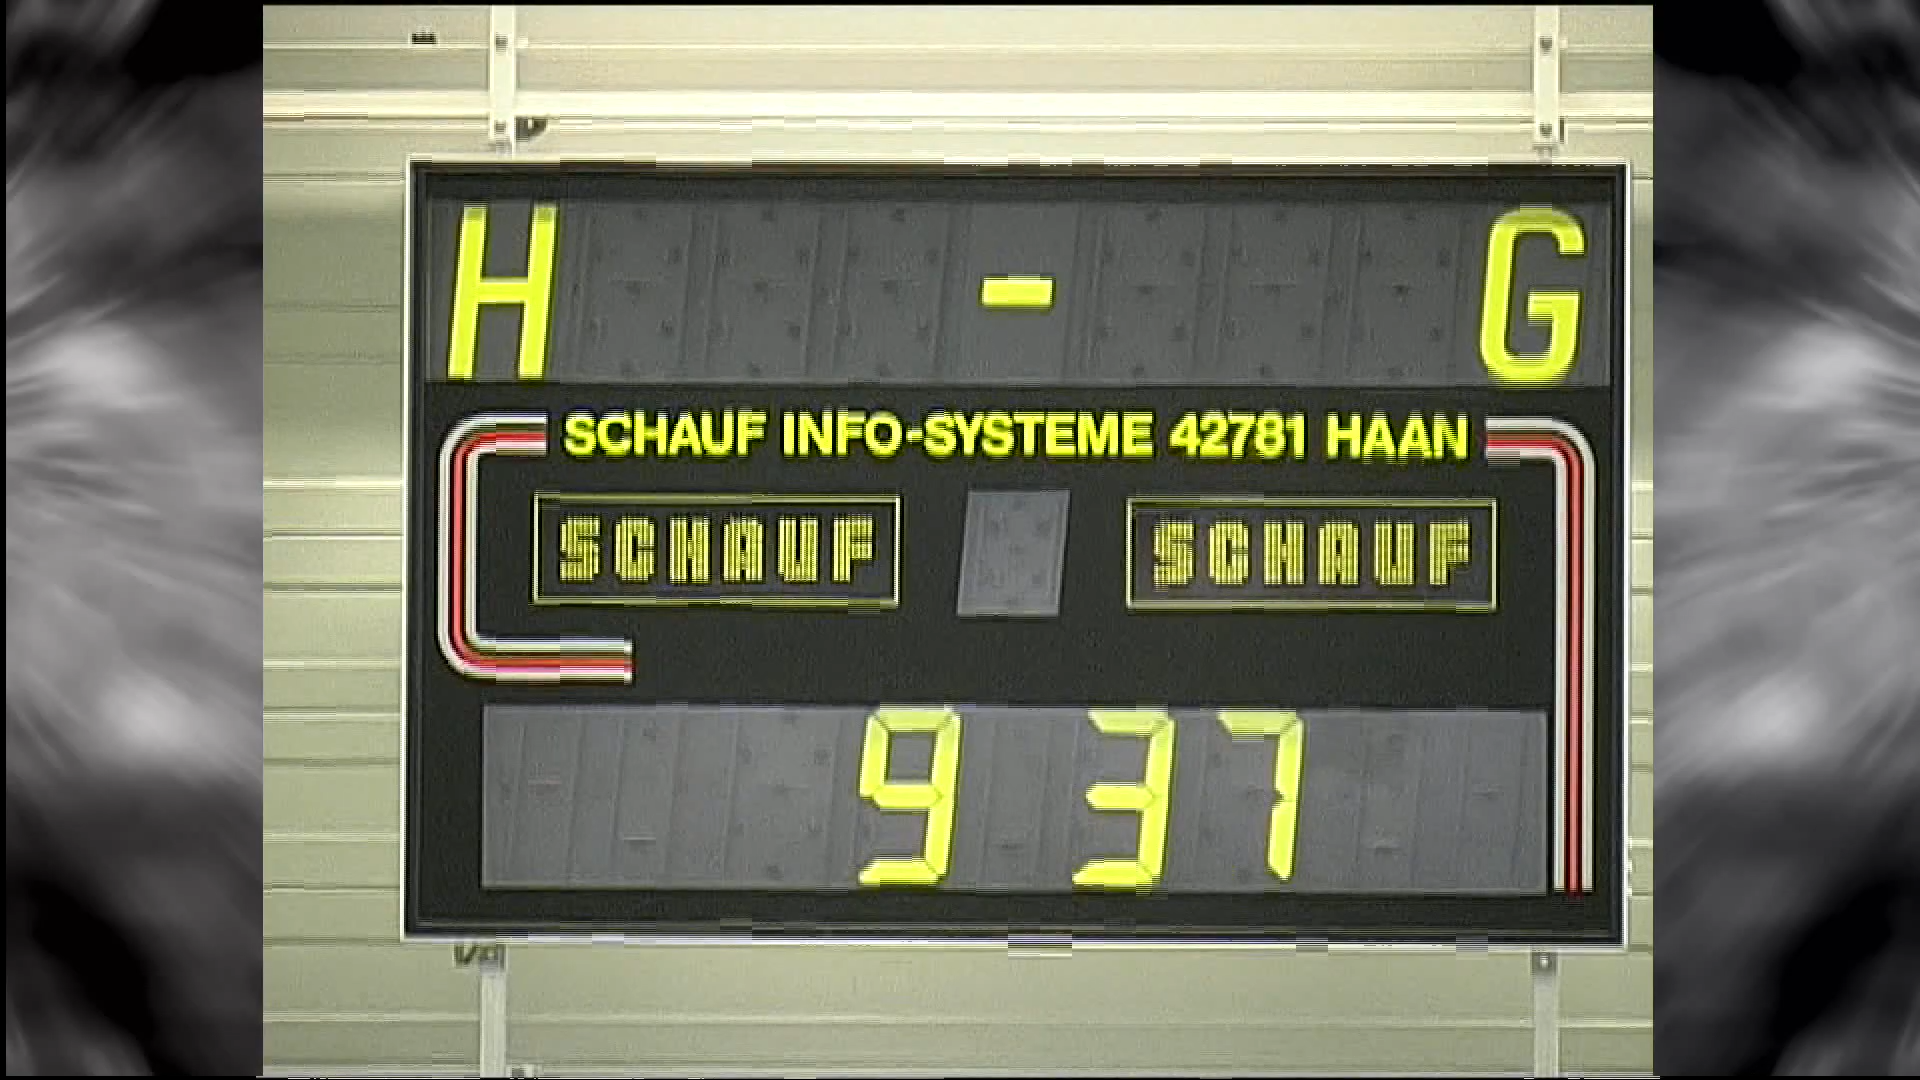 H - G
SCHAUF INFO-SYSTEME 42781 HAAN
SCHAUF SCHAUF
9 37